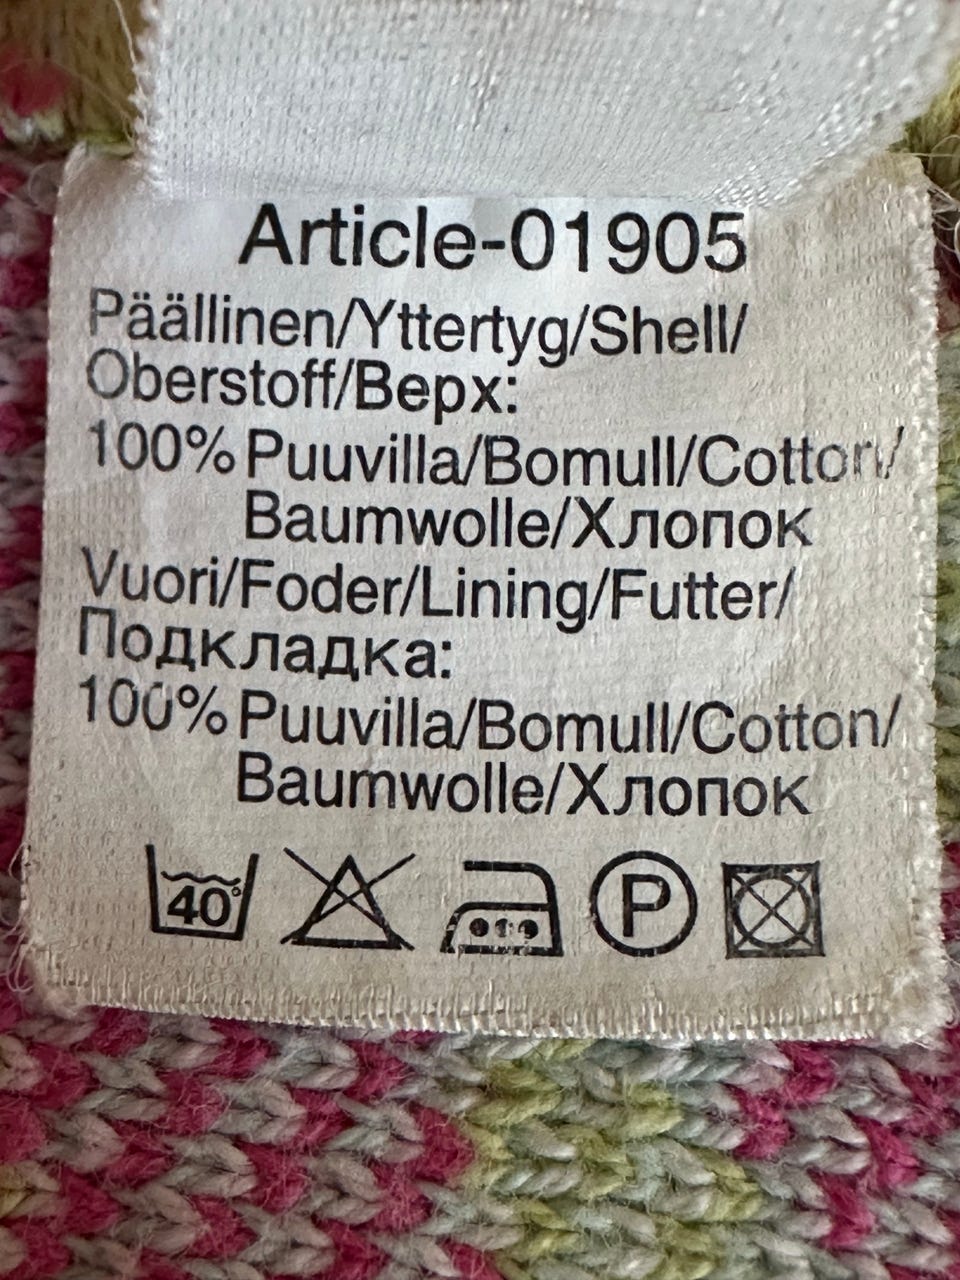 Article-01905
Päällinen/Yttertyg/Shell/
Oberstoff/Верх:
100% Puuvilla/Bomull/Cotton/
Baumwolle/Хлопок
Vuori/Foder/Lining/Futter/
Подкладка:
100% Puuvilla/Bomull/Cotton/
Baumwolle/Хлопок
40° P